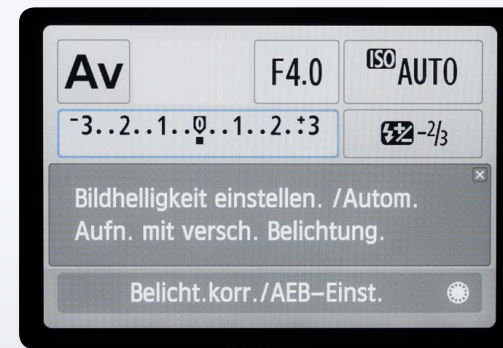 Av F4.0 ISO AUTO
-3..2..1..0..1..2.+3 -2/3
Bildhelligkeit einstellen. /Autom.
Aufn. mit versch. Belichtung.
Belicht.korr./AEB-Einst.